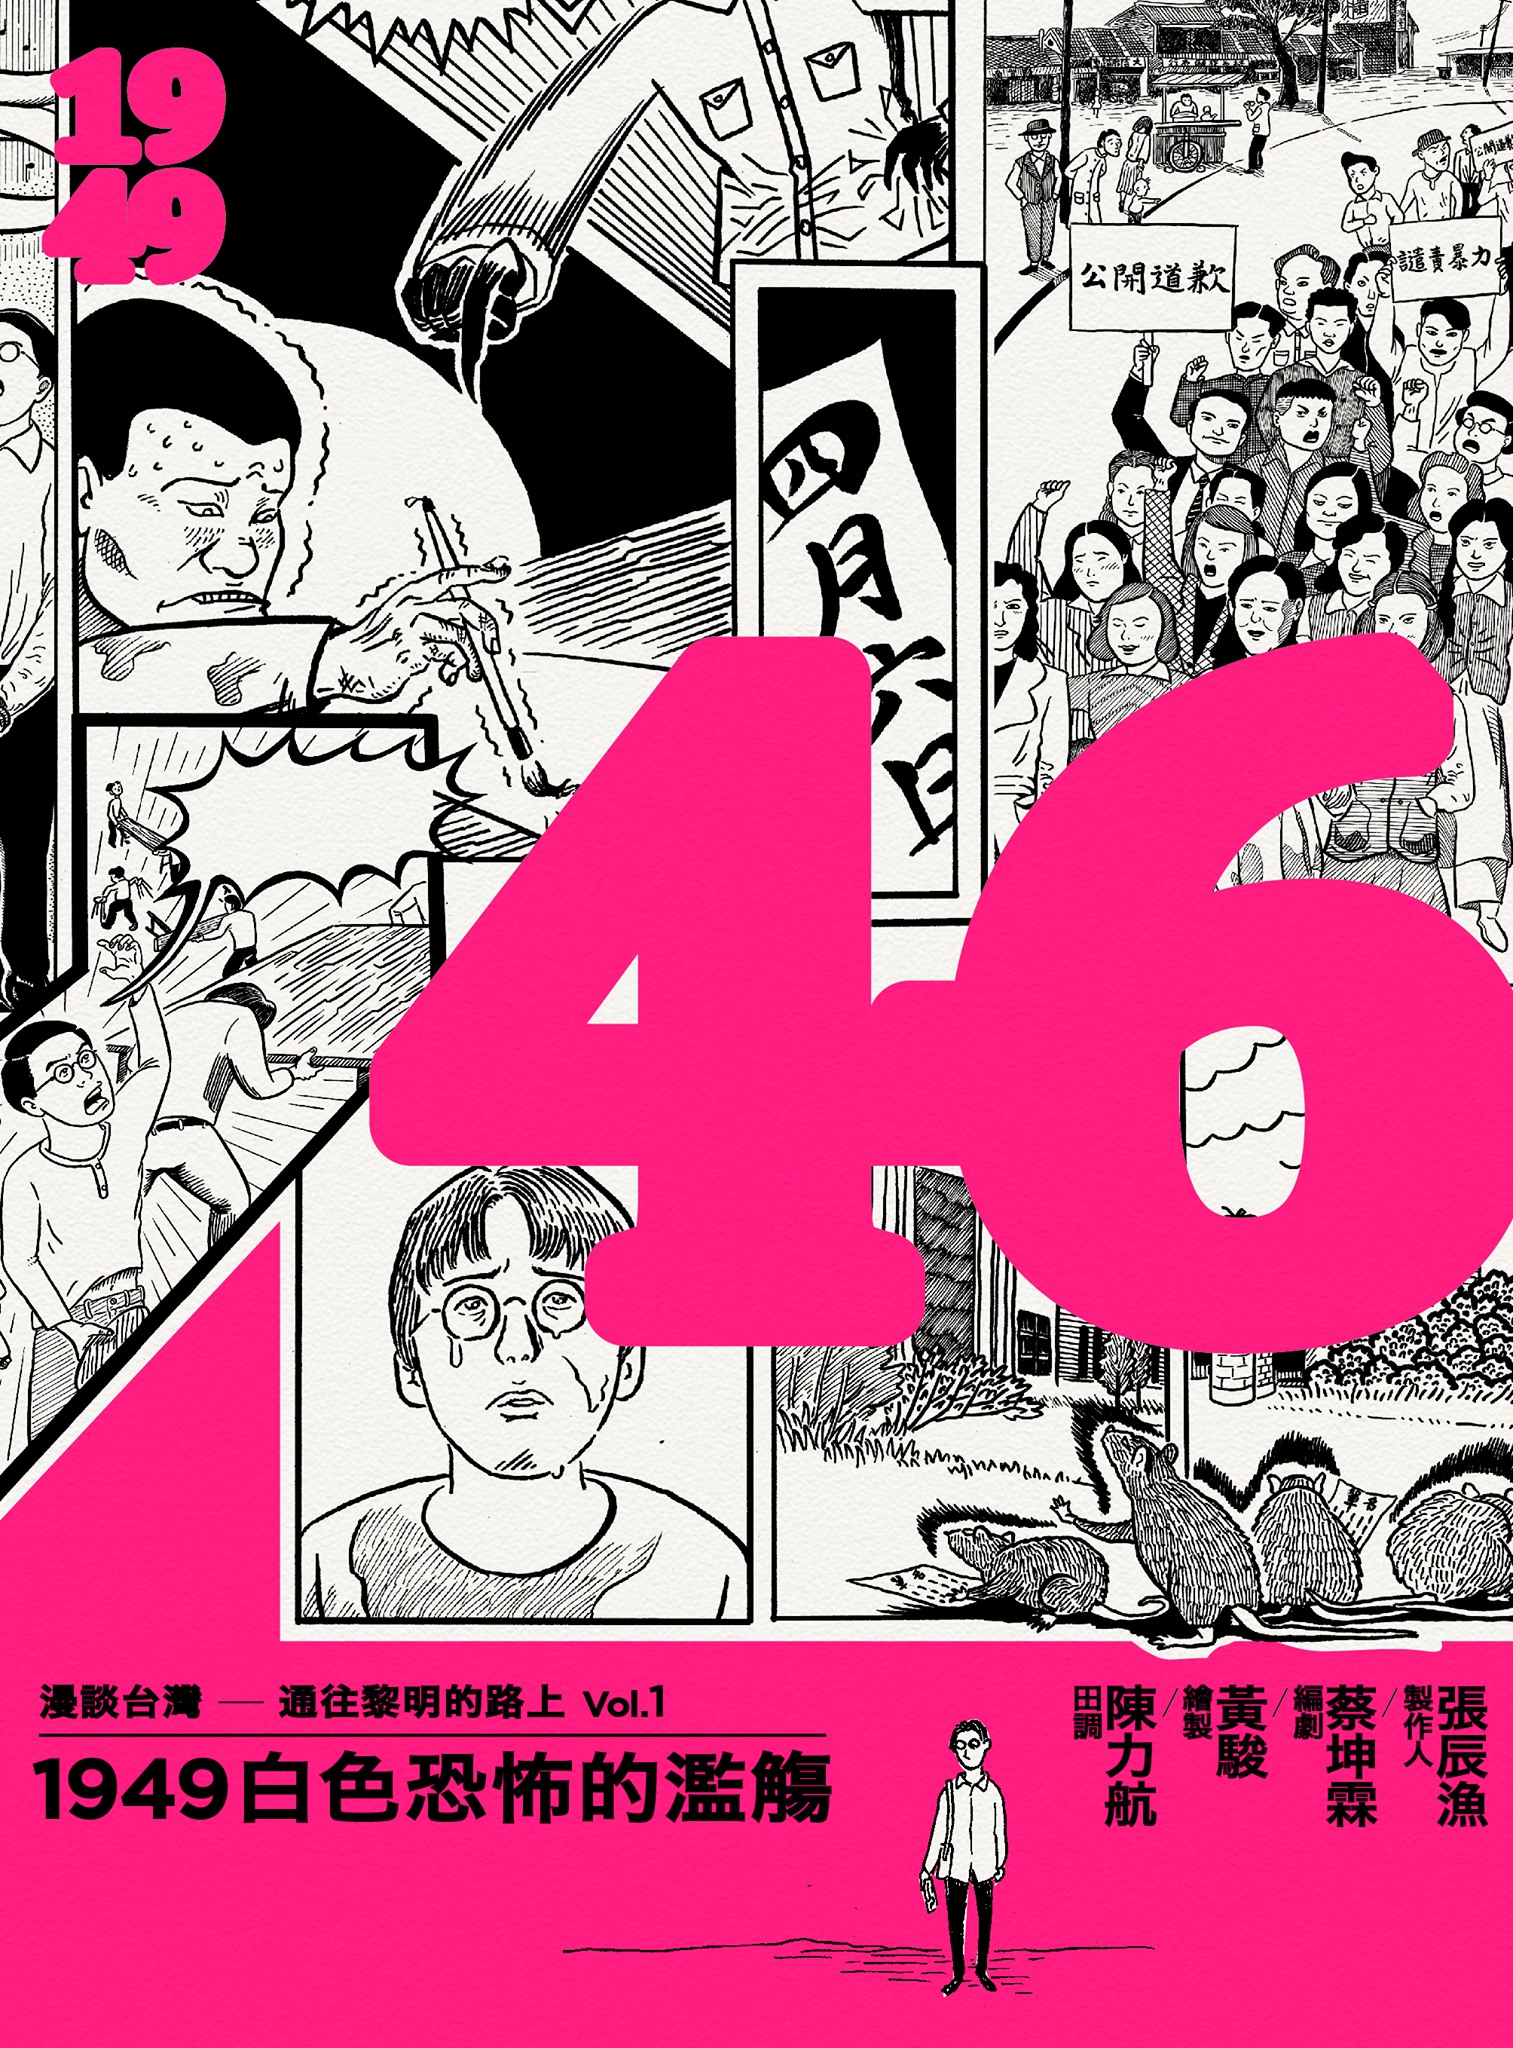 19
49
公開道歉
譴責暴力
四月六日
46
漫談台灣 — 通往黎明的路上 Vol.1
1949白色恐怖的濫觴
張辰漁
製作人
／
蔡坤霖
編劇
／
黃駿
繪製
／
陳力航
田調